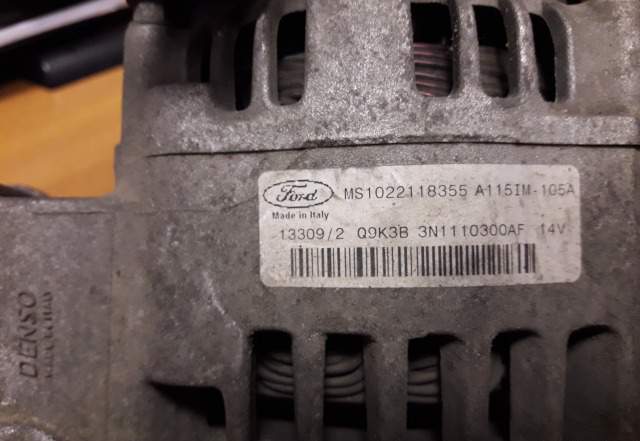 Ford MS1022118355 A115IM-105A
Made in Italy
13309/2 Q9K3B 3N1110300AF 14V
DENSO